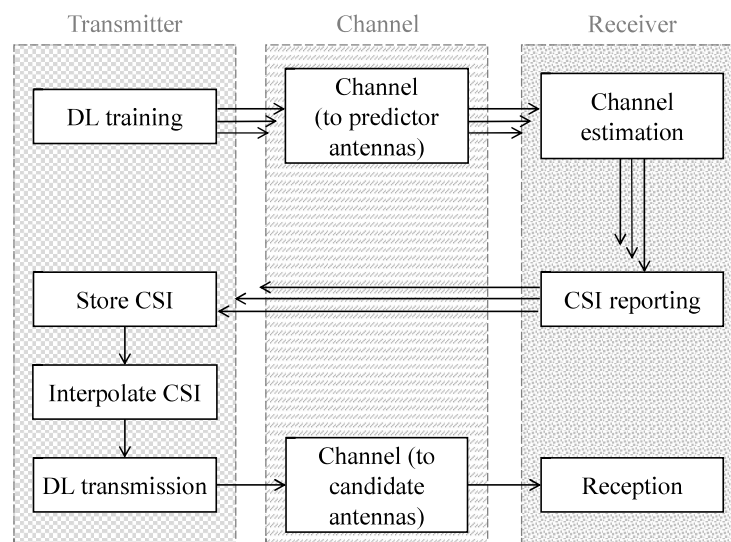 Transmitter
Channel
Receiver
DL training
Channel
(to predictor
antennas)
Channel
estimation
Store CSI
CSI reporting
Interpolate CSI
DL transmission
Channel (to
candidate
antennas)
Reception